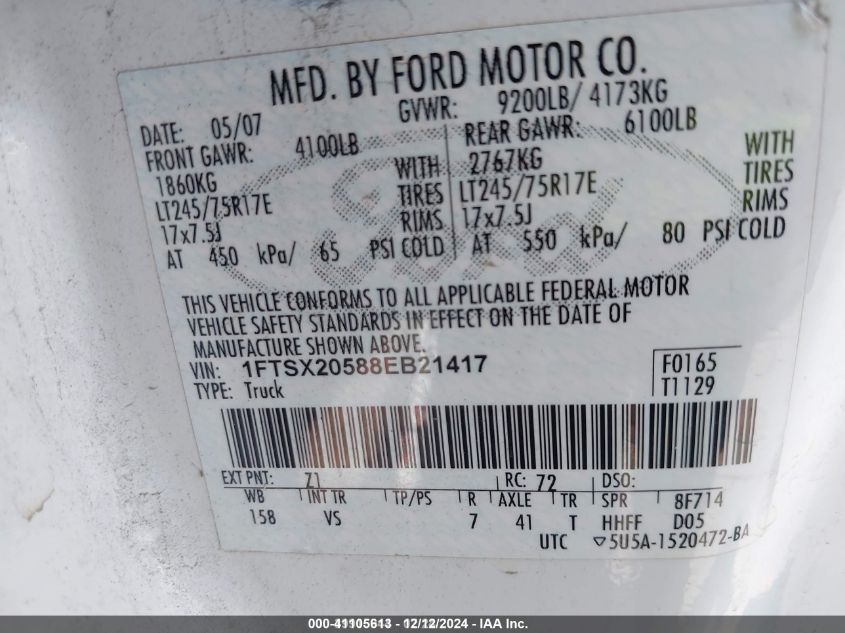 MFD. BY FORD MOTOR CO.
DATE: 05/07 GVWR: 9200LB/ 4173KG
FRONT GAWR: 4100LB REAR GAWR: 6100LB
1860KG WITH 2767KG WITH
LT245/75R17E TIRES LT245/75R17E TIRES
17x7.5J RIMS 17x7.5J RIMS
AT 450 kPa/ 65 PSI COLD AT 550 kPa/ 80 PSI COLD
Ford
THIS VEHICLE CONFORMS TO ALL APPLICABLE FEDERAL MOTOR
VEHICLE SAFETY STANDARDS IN EFFECT ON THE DATE OF
MANUFACTURE SHOWN ABOVE.
VIN: 1FTSX20588EB21417 F0165
TYPE: Truck T1129
EXT PNT: Z1 RC: 72 DSO:
WB INT TR TP/PS R AXLE TR SPR 8F714
158 VS 7 41 T HHFF D05
UTC ▽5U5A-1520472-BA
000-41105613 - 12/12/2024 - IAA Inc.